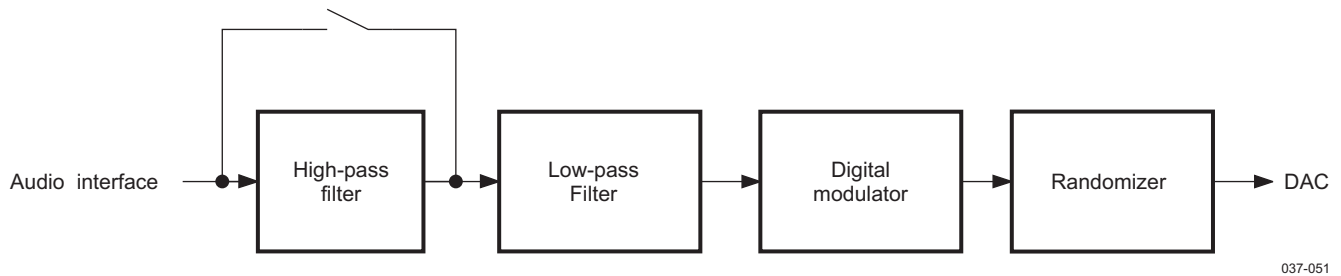 Audio interface
High-pass
filter
Low-pass
Filter
Digital
modulator
Randomizer
DAC
037-051